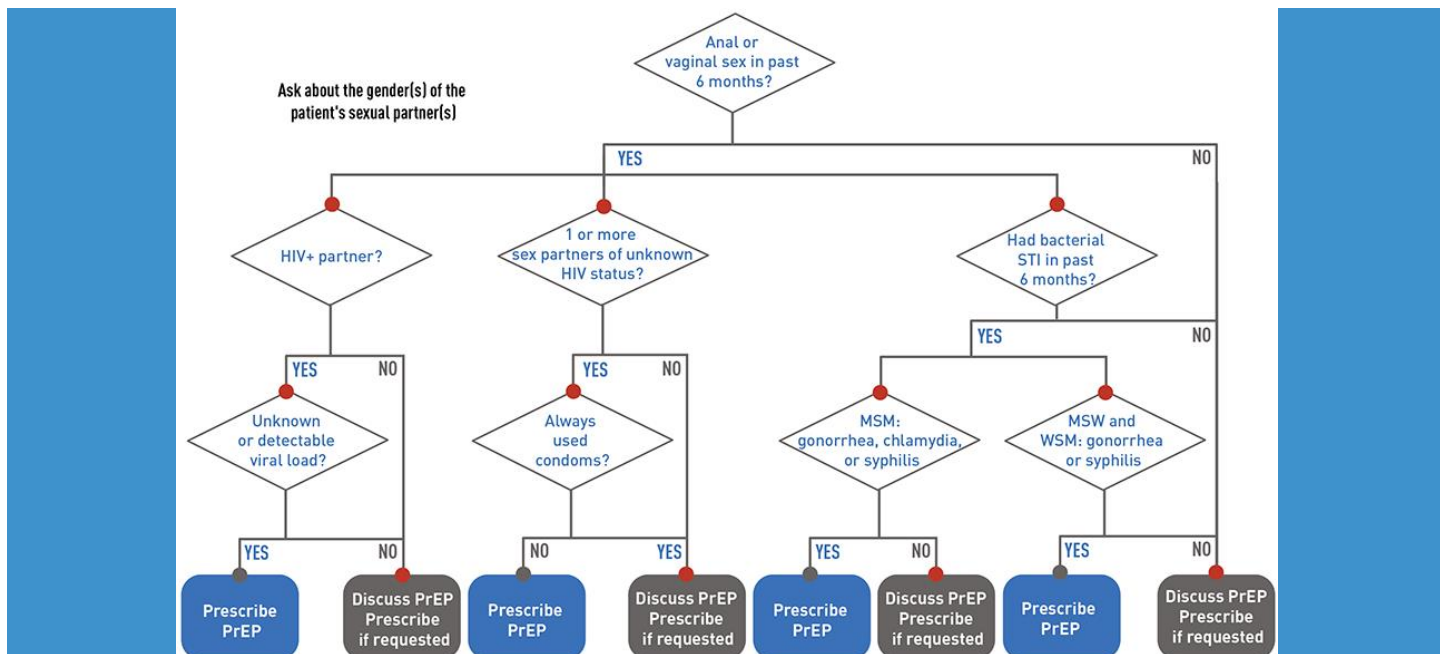 Anal or
vaginal sex in past
6 months?
Ask about the gender(s) of the
patient's sexual partner(s)
YES
NO
HIV+ partner?
1 or more
sex partners of unknown
HIV status?
Had bacterial
STI in past
6 months?
YES
NO
YES
NO
YES
NO
Unknown
or detectable
viral load?
Always
used
condoms?
MSM:
gonorrhea, chlamydia,
or syphilis
MSW and
WSM: gonorrhea
or syphilis
YES
NO
NO
YES
YES
NO
YES
NO
Prescribe
PrEP
Discuss PrEP
Prescribe
if requested
Prescribe
PrEP
Discuss PrEP
Prescribe
if requested
Prescribe
PrEP
Discuss PrEP
Prescribe
if requested
Prescribe
PrEP
Discuss PrEP
Prescribe
if requested